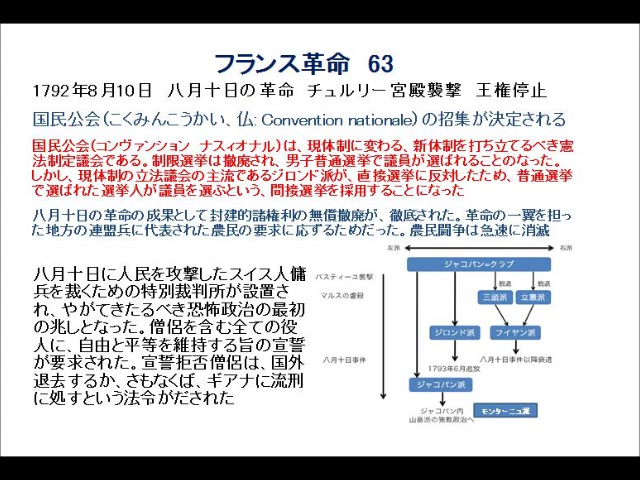 フランス革命　63
1792年8月10日　八月十日の革命　チュルリー宮殿襲撃　王権停止
国民公会（こくみんこうかい、仏: Convention nationale）の招集が決定される
国民公会（コンヴァンション　ナスィオナル）は、現体制に変わる、新体制を打ち立てるべき憲
法制定議会である。制限選挙は撤廃され、男子普通選挙で議員が選ばれることのなった。
しかし、現体制の立法議会の主流であるジロンド派が、直接選挙に反対したため、普通選挙
で選ばれた選挙人が議員を選ぶという、間接選挙を採用することになった
八月十日の革命の成果として封建的諸権利の無償撤廃が、徹底された。革命の一翼を担っ
た地方の連盟兵に代表された農民の要求に応ずるためだった。農民闘争は急速に消滅
八月十日に人民を攻撃したスイス人傭
兵を裁くための特別裁判所が設置さ
れ、やがてきたるべき恐怖政治の最初
の兆しとなった。僧侶を含む全ての役
人に、自由と平等を維持する旨の宣誓
が要求された。宣誓拒否僧侶は、国外
退去するか、さもなくば、ギアナに流刑
に処すという法令がだされた
左派
右派
ジャコバン=クラブ
バスティーユ襲撃
脱退
脱退
マルスの虐殺
三頭派
立憲派
ジロンド派
フイヤン派
八月十日事件
八月十日事件以降衰退
1793年6月追放
ジャコバン派
ジャコバン内
山岳派の独裁政治へ
モンターニュ派